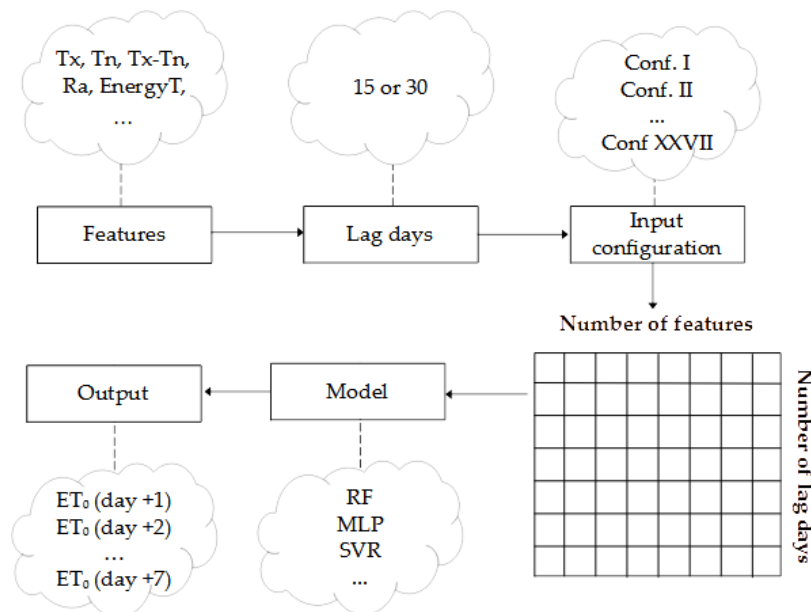 Tx, Tn, Tx-Tn,
Ra, EnergyT,
...
15 or 30
Conf. I
Conf. II
...
Conf XXVII
Features
Lag days
Input
configuration
Number of features
Number of lag days
Model
Output
RF
MLP
SVR
...
ET₀ (day +1)
ET₀ (day +2)
...
ET₀ (day +7)